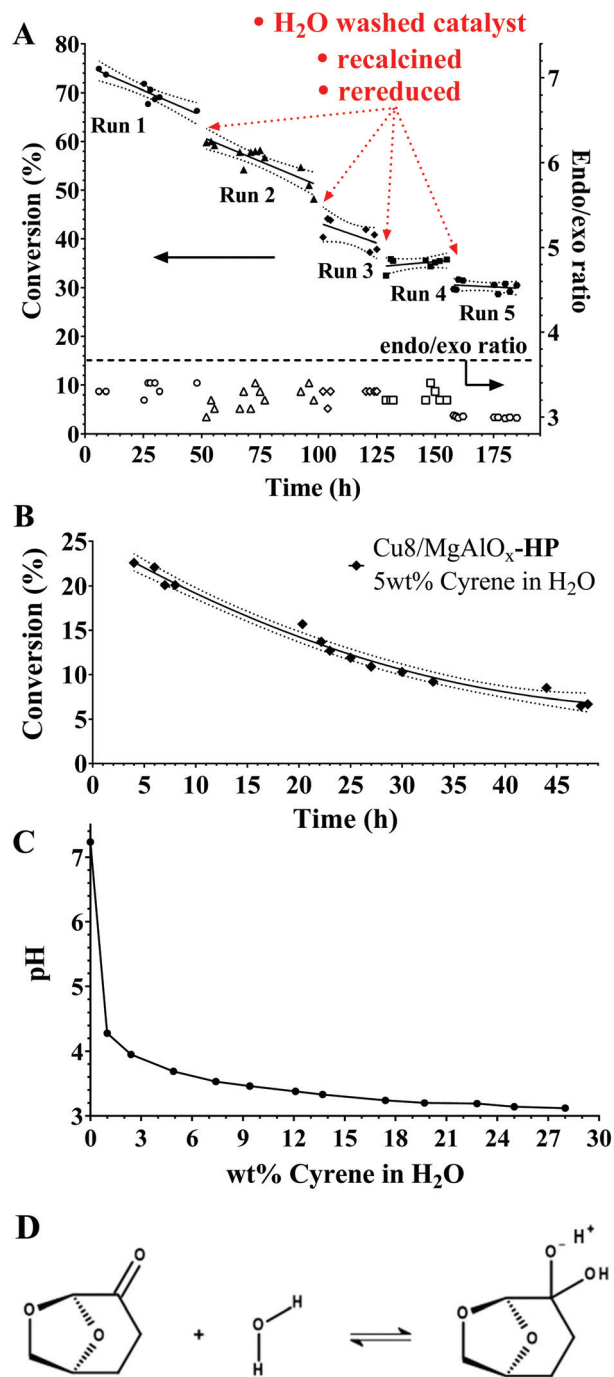 A
• H₂O washed catalyst
• recalcined
• rereduced
Conversion (%)
80
70
60
50
40
30
20
10
0
Run 1
Run 2
Run 3
Run 4
Run 5
endo/exo ratio
7
6
5
4
3
Endo/exo ratio
0
25
50
75
100
125
150
175
Time (h)
B
Conversion (%)
25
20
15
10
5
0
Cu8/MgAlOₓ-HP
5wt% Cyrene in H₂O
0
5
10
15
20
25
30
35
40
45
Time (h)
C
pH
7
6
5
4
3
0
3
6
9
12
15
18
21
24
27
30
wt% Cyrene in H₂O
D
O
O
O
+
H
O
H
O⁻ H⁺
OH
O
O